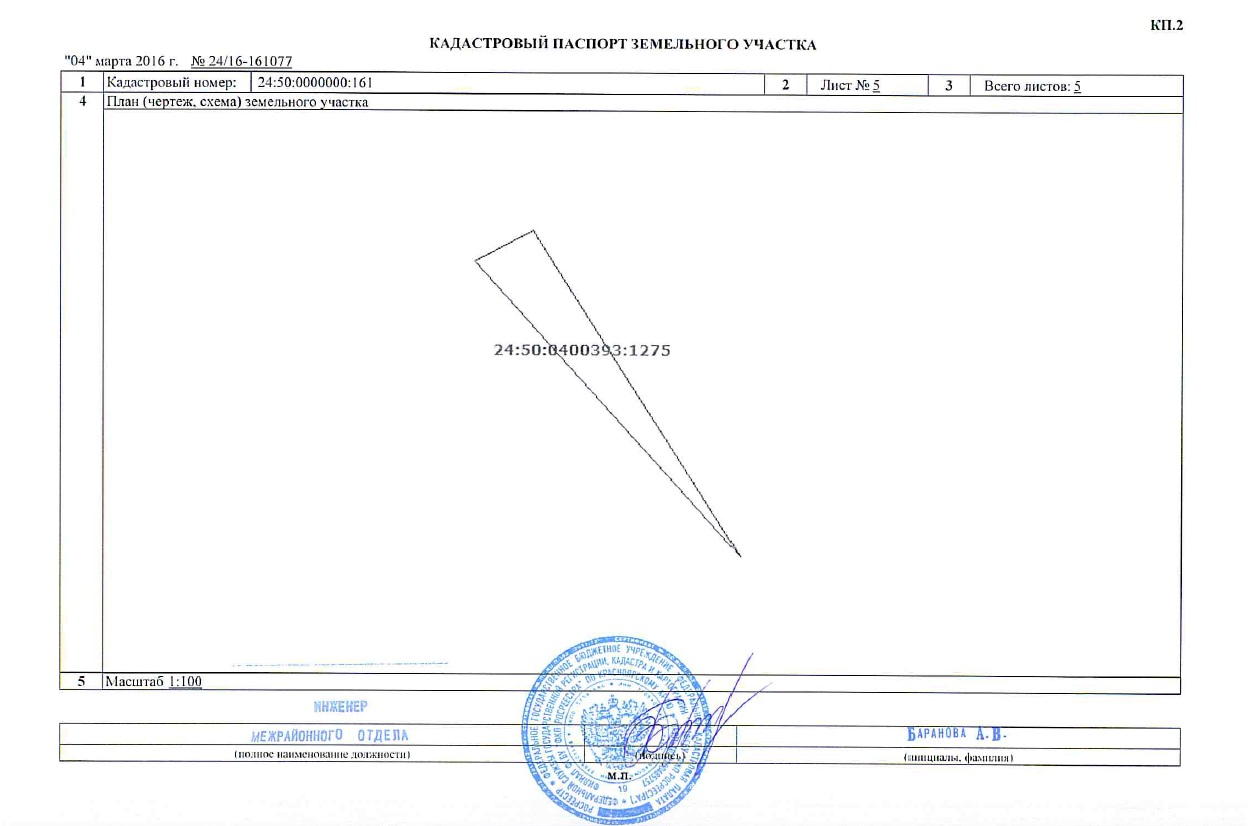 КП.2
КАДАСТРОВЫЙ ПАСПОРТ ЗЕМЕЛЬНОГО УЧАСТКА
"04" марта 2016 г. № 24/16-161077
1 Кадастровый номер: 24:50:0000000:161 2 Лист № 5 3 Всего листов: 5
4 План (чертеж, схема) земельного участка
24:50:0400393:1275
5 Масштаб 1:100
ИНЖЕНЕР
МЕЖРАЙОННОГО ОТДЕЛА БАРАНОВА А.В.
(полное наименование должности) (подпись) (инициалы, фамилия)
М.П.
19